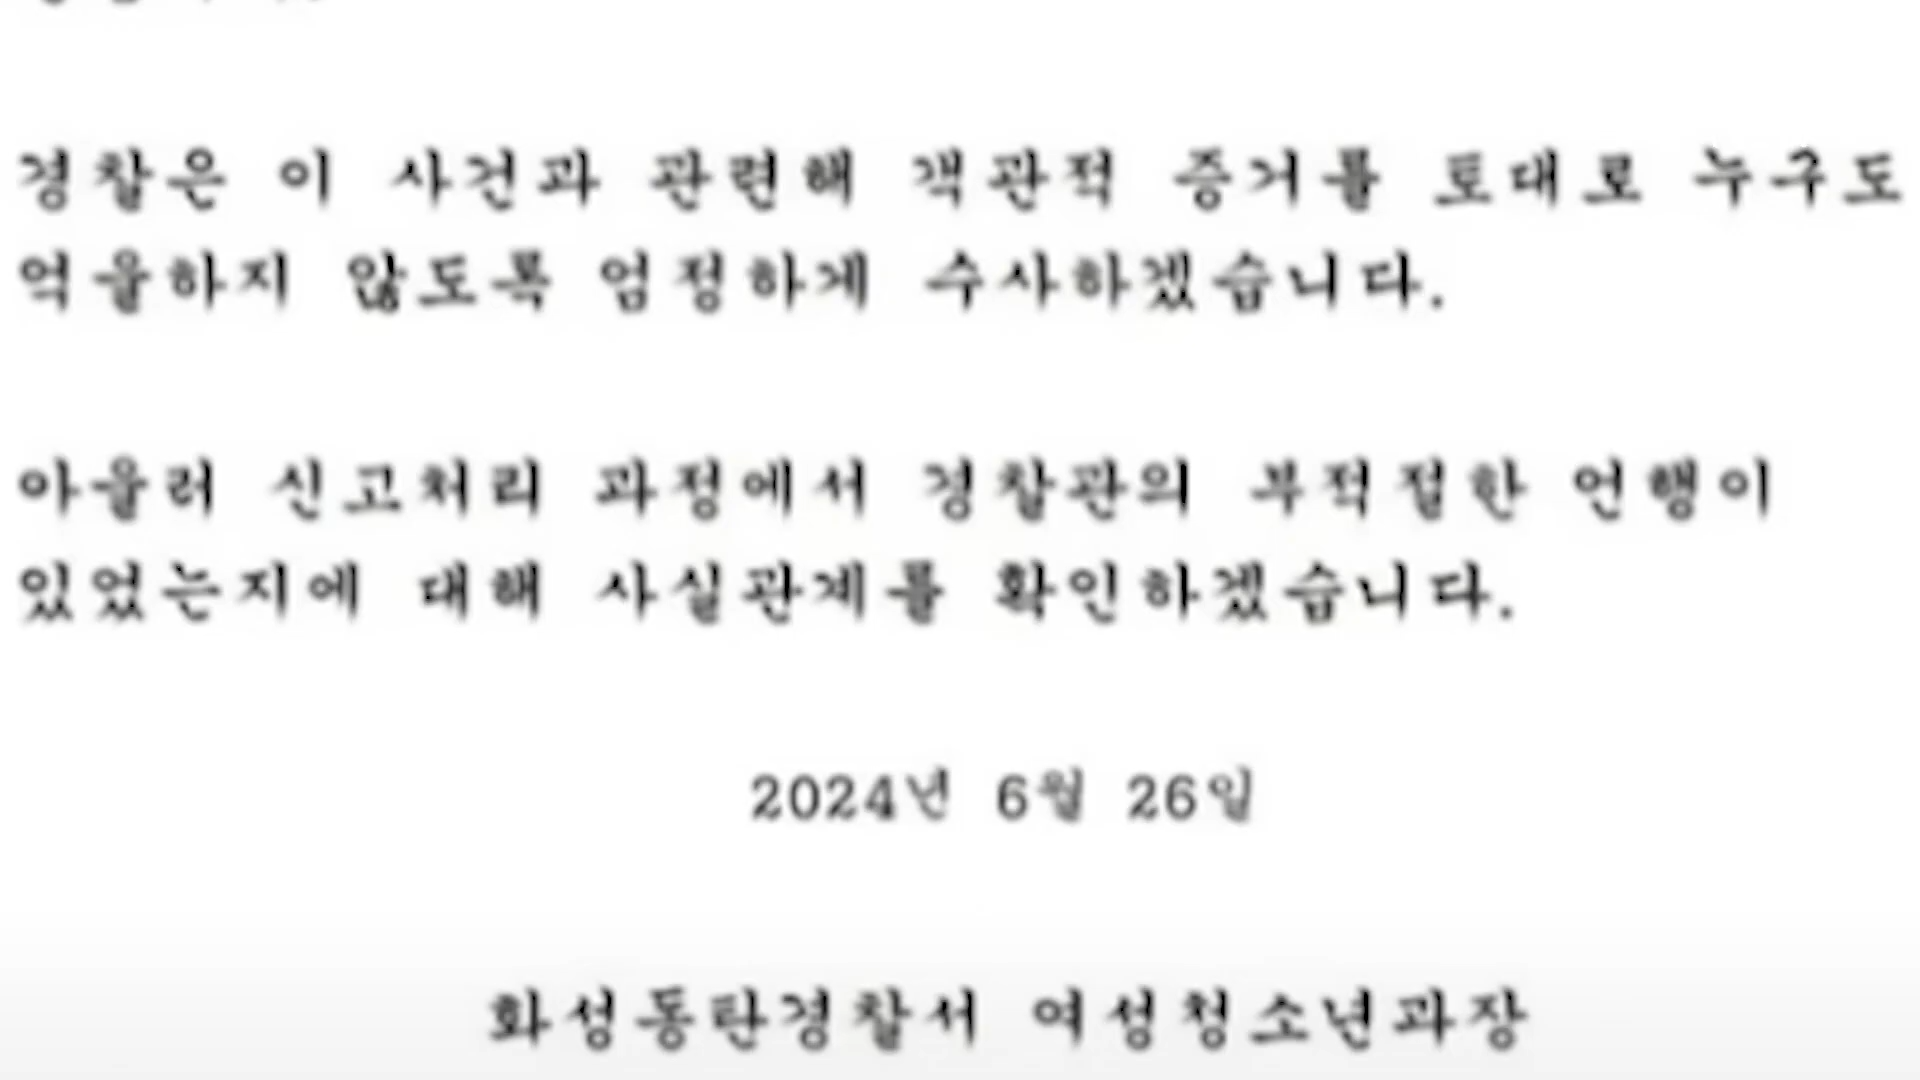 경찰은 이 사건과 관련해 객관적 증거를 토대로 누구도
억울하지 않도록 엄정하게 수사하겠습니다.
아울러 신고처리 과정에서 경찰관의 부적절한 언행이
있었는지에 대해 사실관계를 확인하겠습니다.
2024년 6월 26일
화성동탄경찰서 여성청소년과장